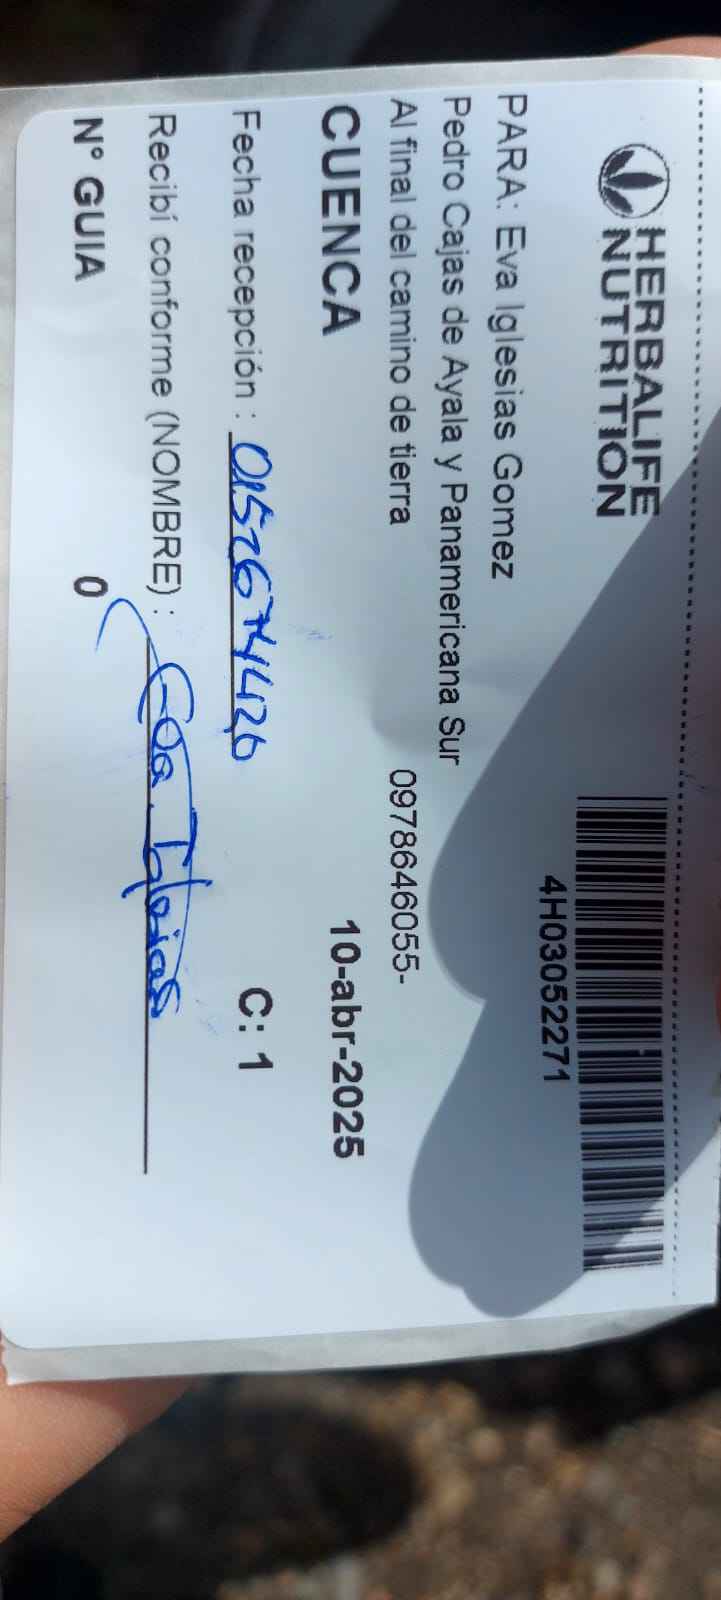 HERBALIFE
NUTRITION
4H03052271
PARA: Eva Iglesias Gomez
Pedro Cajas de Ayala y Panamericana Sur
Al final del camino de tierra 0978646055-
CUENCA 10-abr-2025
Fecha recepción : C: 1
Recibí conforme (NOMBRE) : Eva Iglesias
N° GUIA 0